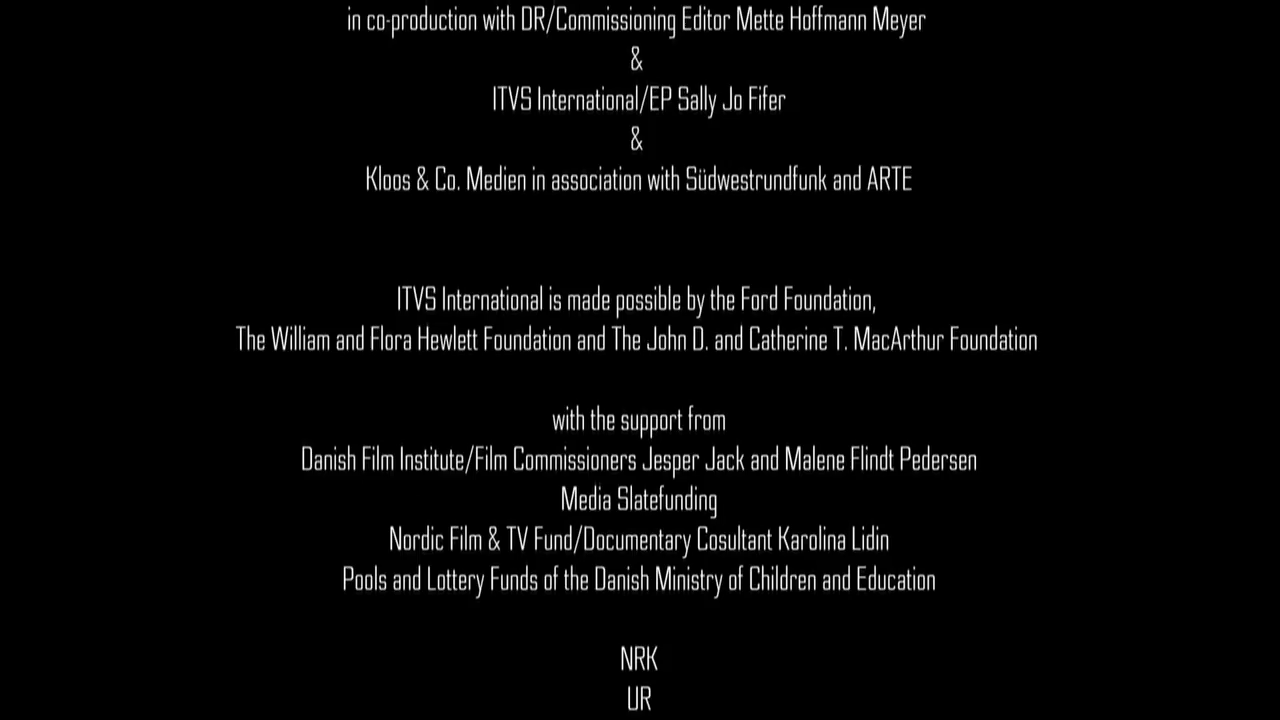 in co-production with DR/Commissioning Editor Mette Hoffmann Meyer
&
ITVS International/EP Sally Jo Fifer
&
Kloos & Co. Medien in association with Südwestrundfunk and ARTE
ITVS International is made possible by the Ford Foundation,
The William and Flora Hewlett Foundation and The John D. and Catherine T. MacArthur Foundation
with the support from
Danish Film Institute/Film Commissioners Jesper Jack and Malene Flindt Pedersen
Media Slatefunding
Nordic Film & TV Fund/Documentary Cosultant Karolina Lidin
Pools and Lottery Funds of the Danish Ministry of Children and Education
NRK
UR